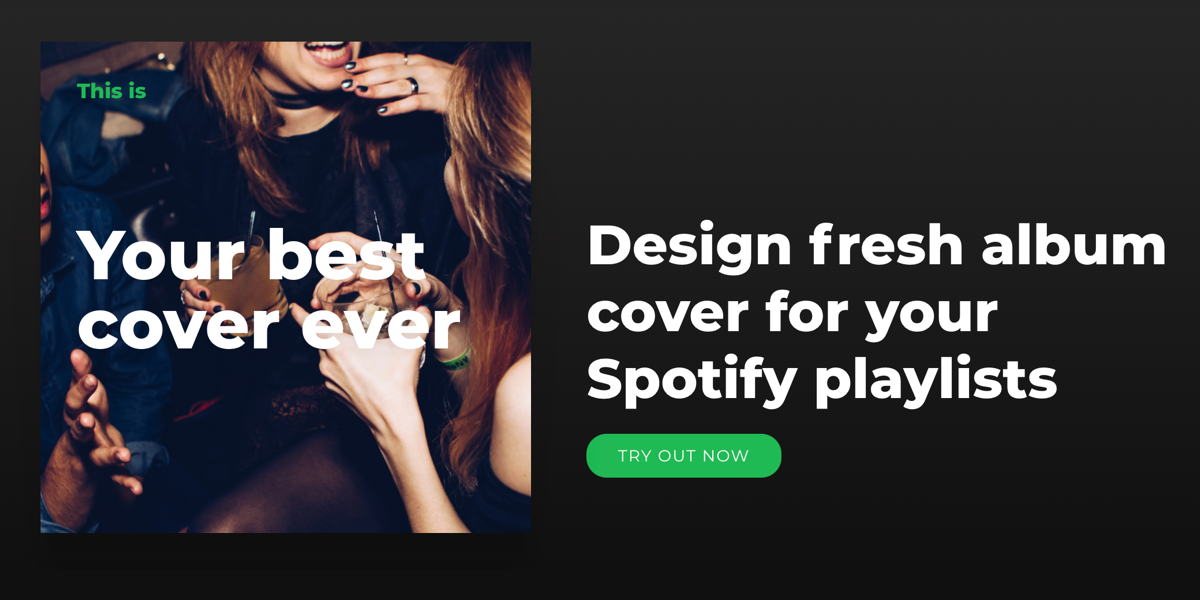 This is
Your best
cover ever
Design fresh album
cover for your
Spotify playlists
TRY OUT NOW